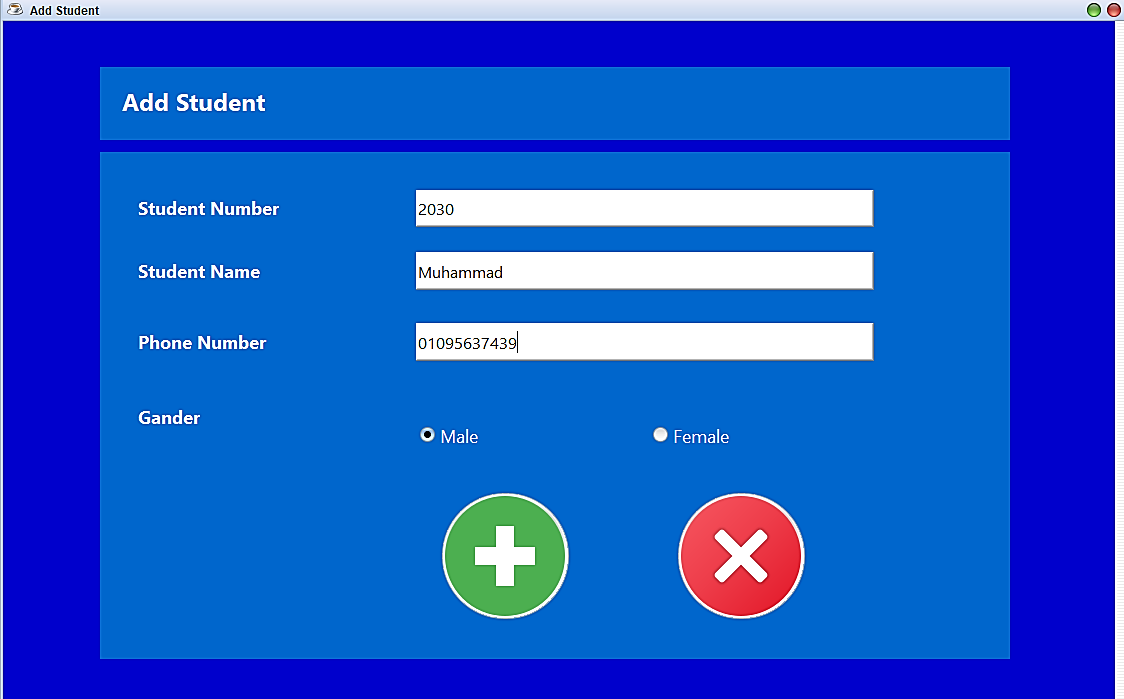 Add Student
Add Student
Student Number 2030
Student Name Muhammad
Phone Number 01095637439
Gander
Male Female